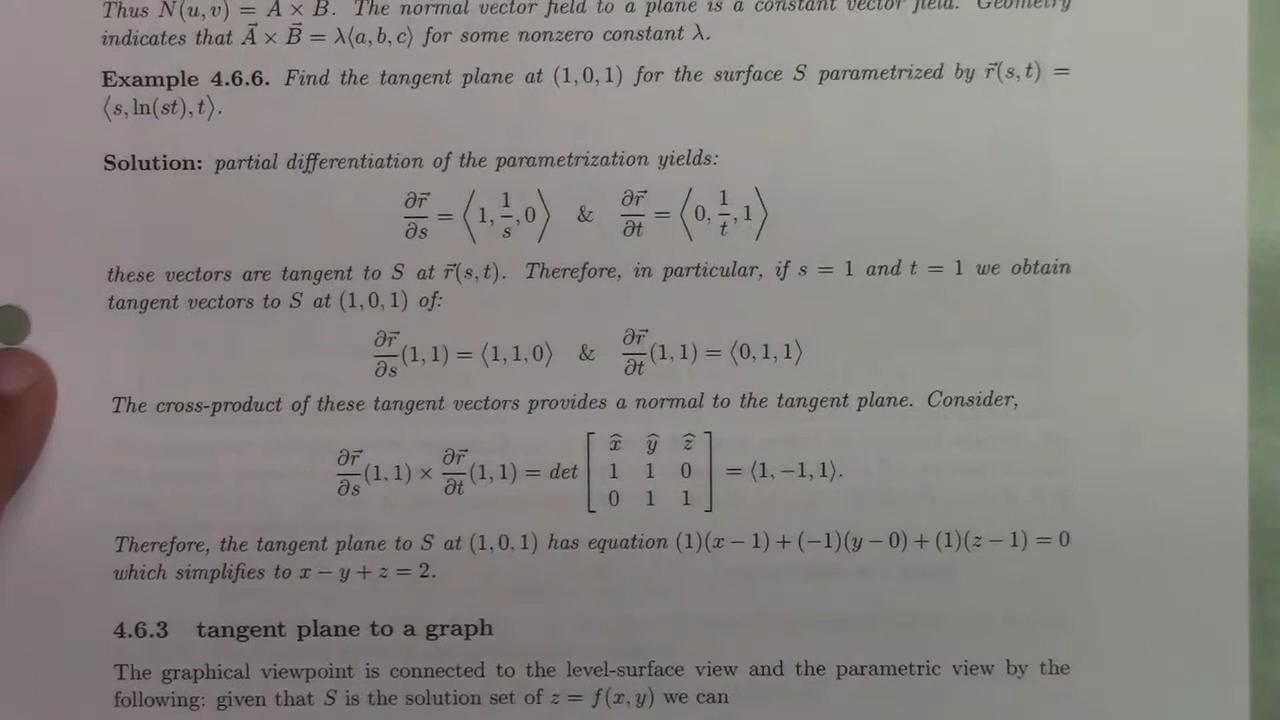 Thus N(u, v) = A⃗ × B⃗. The normal vector field to a plane is a constant vector field. Geometry
indicates that A⃗ × B⃗ = λ⟨a, b, c⟩ for some nonzero constant λ.
Example 4.6.6. Find the tangent plane at (1, 0, 1) for the surface S parametrized by r⃗(s, t) =
⟨s, ln(st), t⟩.
Solution: partial differentiation of the parametrization yields:
∂r⃗/∂s = ⟨1, 1/s, 0⟩ & ∂r⃗/∂t = ⟨0, 1/t, 1⟩
these vectors are tangent to S at r⃗(s, t). Therefore, in particular, if s = 1 and t = 1 we obtain
tangent vectors to S at (1, 0, 1) of:
∂r⃗/∂s (1, 1) = ⟨1, 1, 0⟩ & ∂r⃗/∂t (1, 1) = ⟨0, 1, 1⟩
The cross-product of these tangent vectors provides a normal to the tangent plane. Consider,
∂r⃗/∂s (1, 1) × ∂r⃗/∂t (1, 1) = det [ x̂ ŷ ẑ ; 1 1 0 ; 0 1 1 ] = ⟨1, −1, 1⟩.
Therefore, the tangent plane to S at (1, 0, 1) has equation (1)(x − 1) + (−1)(y − 0) + (1)(z − 1) = 0
which simplifies to x − y + z = 2.
4.6.3 tangent plane to a graph
The graphical viewpoint is connected to the level-surface view and the parametric view by the
following: given that S is the solution set of z = f(x, y) we can